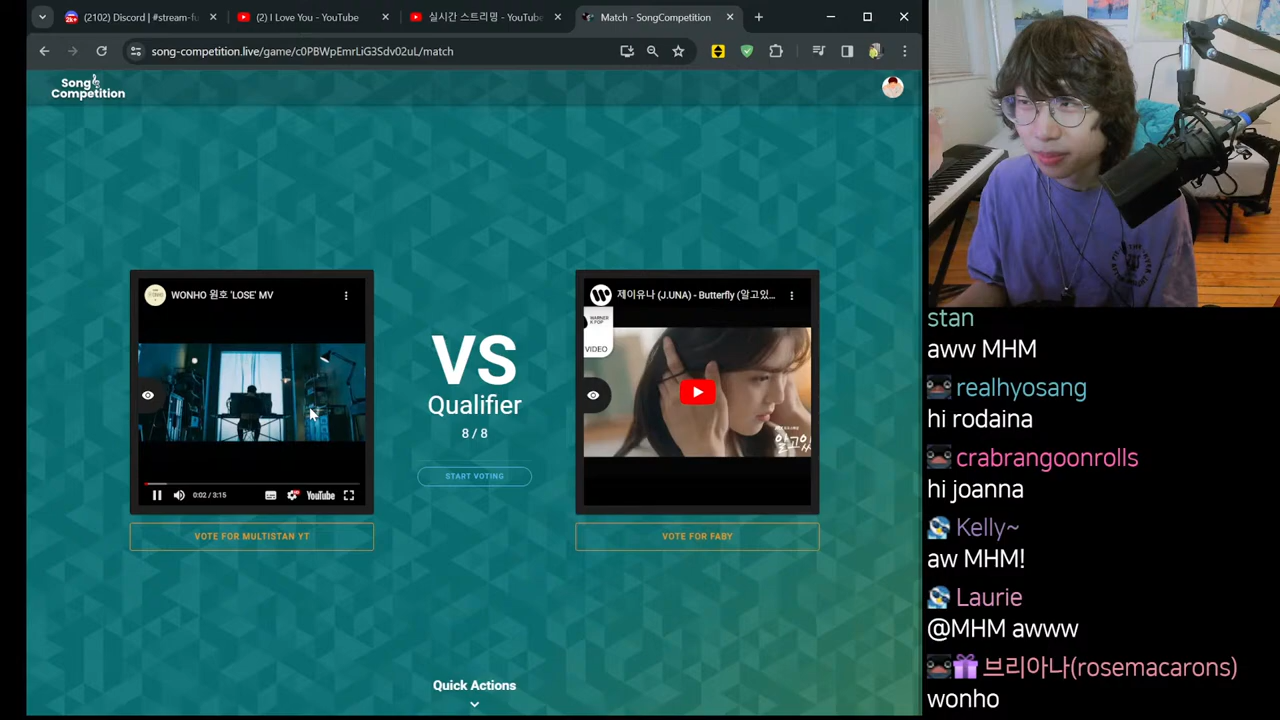 (2102) Discord | #stream-fu
(2) I Love You - YouTube
실시간 스트리밍 - YouTube
Match - SongCompetition
song-competition.live/game/c0PBWpEmrLiG3Sdv02uL/match
Song
Competition
WONHO 원호 'LOSE' MV
0:02 / 3:15
YouTube
VOTE FOR MULTISTAN YT
VS
Qualifier
8 / 8
START VOTING
제이유나 (J.UNA) - Butterfly (알고있...
WARNER
K.POP
VIDEO
VOTE FOR FABY
Quick Actions
stan
aww MHM
realhyosang
hi rodaina
crabrangoonrolls
hi joanna
Kelly~
aw MHM!
Laurie
@MHM awww
브리아나(rosemacarons)
wonho